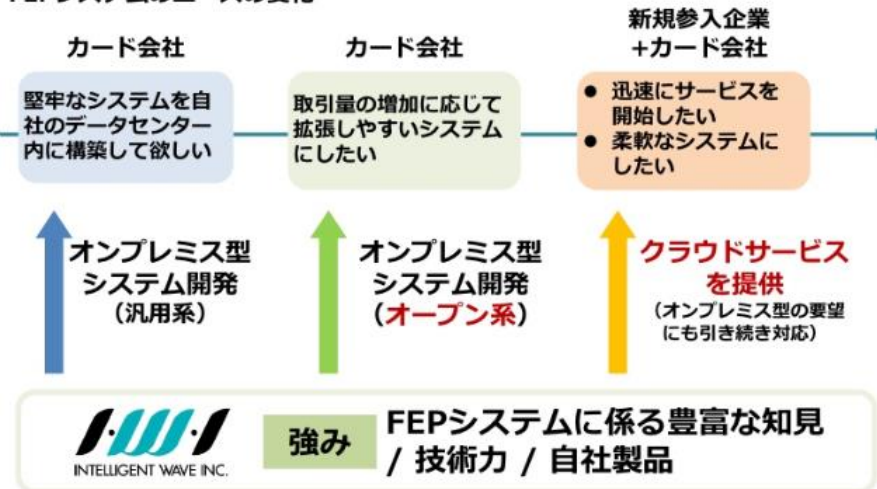 カード会社
堅牢なシステムを自
社のデータセンター
内に構築して欲しい
カード会社
取引量の増加に応じて
拡張しやすいシステム
にしたい
新規参入企業
+カード会社
● 迅速にサービスを
開始したい
● 柔軟なシステムに
したい
オンプレミス型
システム開発
（汎用系）
オンプレミス型
システム開発
（オープン系）
クラウドサービス
を提供
（オンプレミス型の要望
にも引き続き対応）
I·W·I
INTELLIGENT WAVE INC.
強み
FEPシステムに係る豊富な知見
/ 技術力 / 自社製品